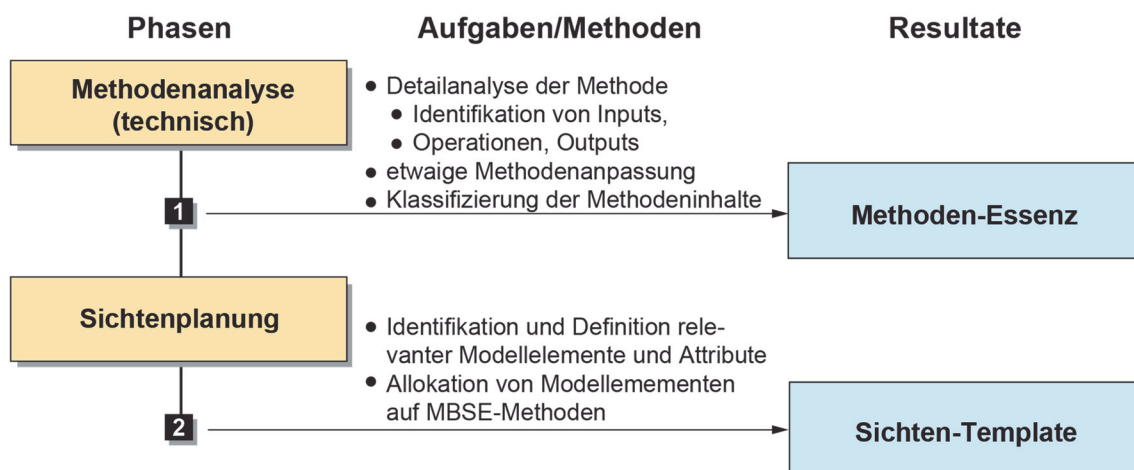 Phasen
Aufgaben/Methoden
Resultate
Methodenanalyse
(technisch)
● Detailanalyse der Methode
● Identifikation von Inputs,
● Operationen, Outputs
● etwaige Methodenanpassung
● Klassifizierung der Methodeninhalte
1
Methoden-Essenz
Sichtenplanung
● Identifikation und Definition rele-
vanter Modellelemente und Attribute
● Allokation von Modellemementen
auf MBSE-Methoden
2
Sichten-Template